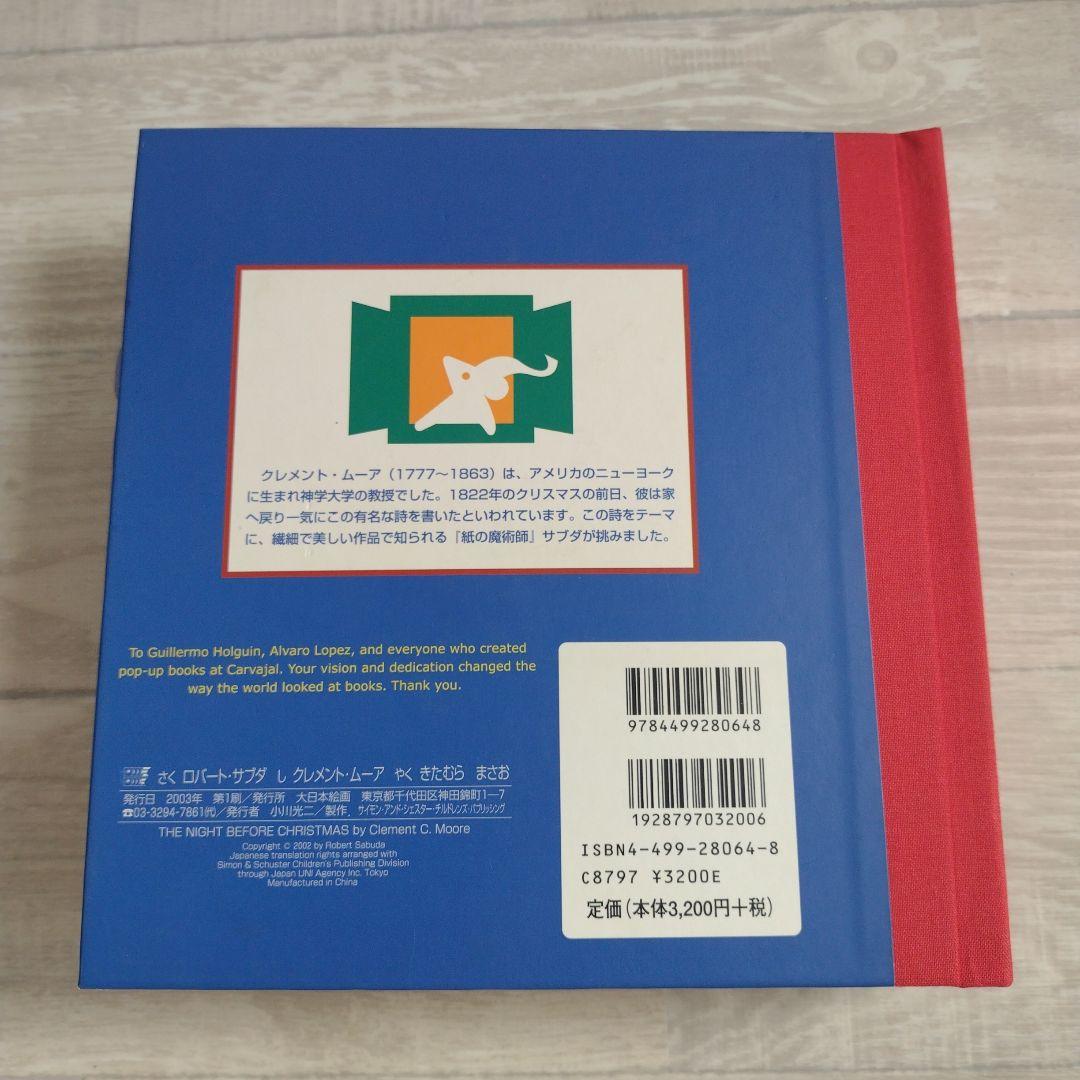 クレメント・ムーア（1777～1863）は、アメリカのニューヨーク
に生まれ神学大学の教授でした。1822年のクリスマスの前日、彼は家
へ戻り一気にこの有名な詩を書いたといわれています。この詩をテーマ
に、繊細で美しい作品で知られる『紙の魔術師』サブダが挑みました。
To Guillermo Holguin, Alvaro Lopez, and everyone who created
pop-up books at Carvajal. Your vision and dedication changed the
way the world looked at books. Thank you.
さく ロバート・サブダ し クレメント・ムーア やく きたむら まさお
発行日 2003年 第1刷／発行所 大日本絵画 東京都千代田区神田錦町1－7
☎03-3294-7861㈹／発行者 小川光二／製作 サイモン・アンド・シェスター・チルドレンズ・パブリッシング
THE NIGHT BEFORE CHRISTMAS by Clement C. Moore
Copyright © 2002 by Robert Sabuda
Japanese translation rights arranged with
Simon & Schuster Children's Publishing Division
through Japan UNI Agency Inc. Tokyo
Manufactured in China
9784499280648
1928797032006
ISBN4-499-28064-8
C8797 ¥3200E
定価（本体3,200円＋税）